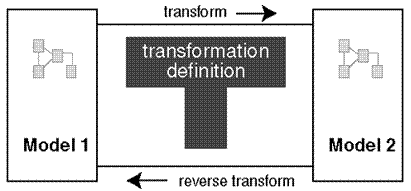 transform
transformation
definition
Model 1
Model 2
reverse transform